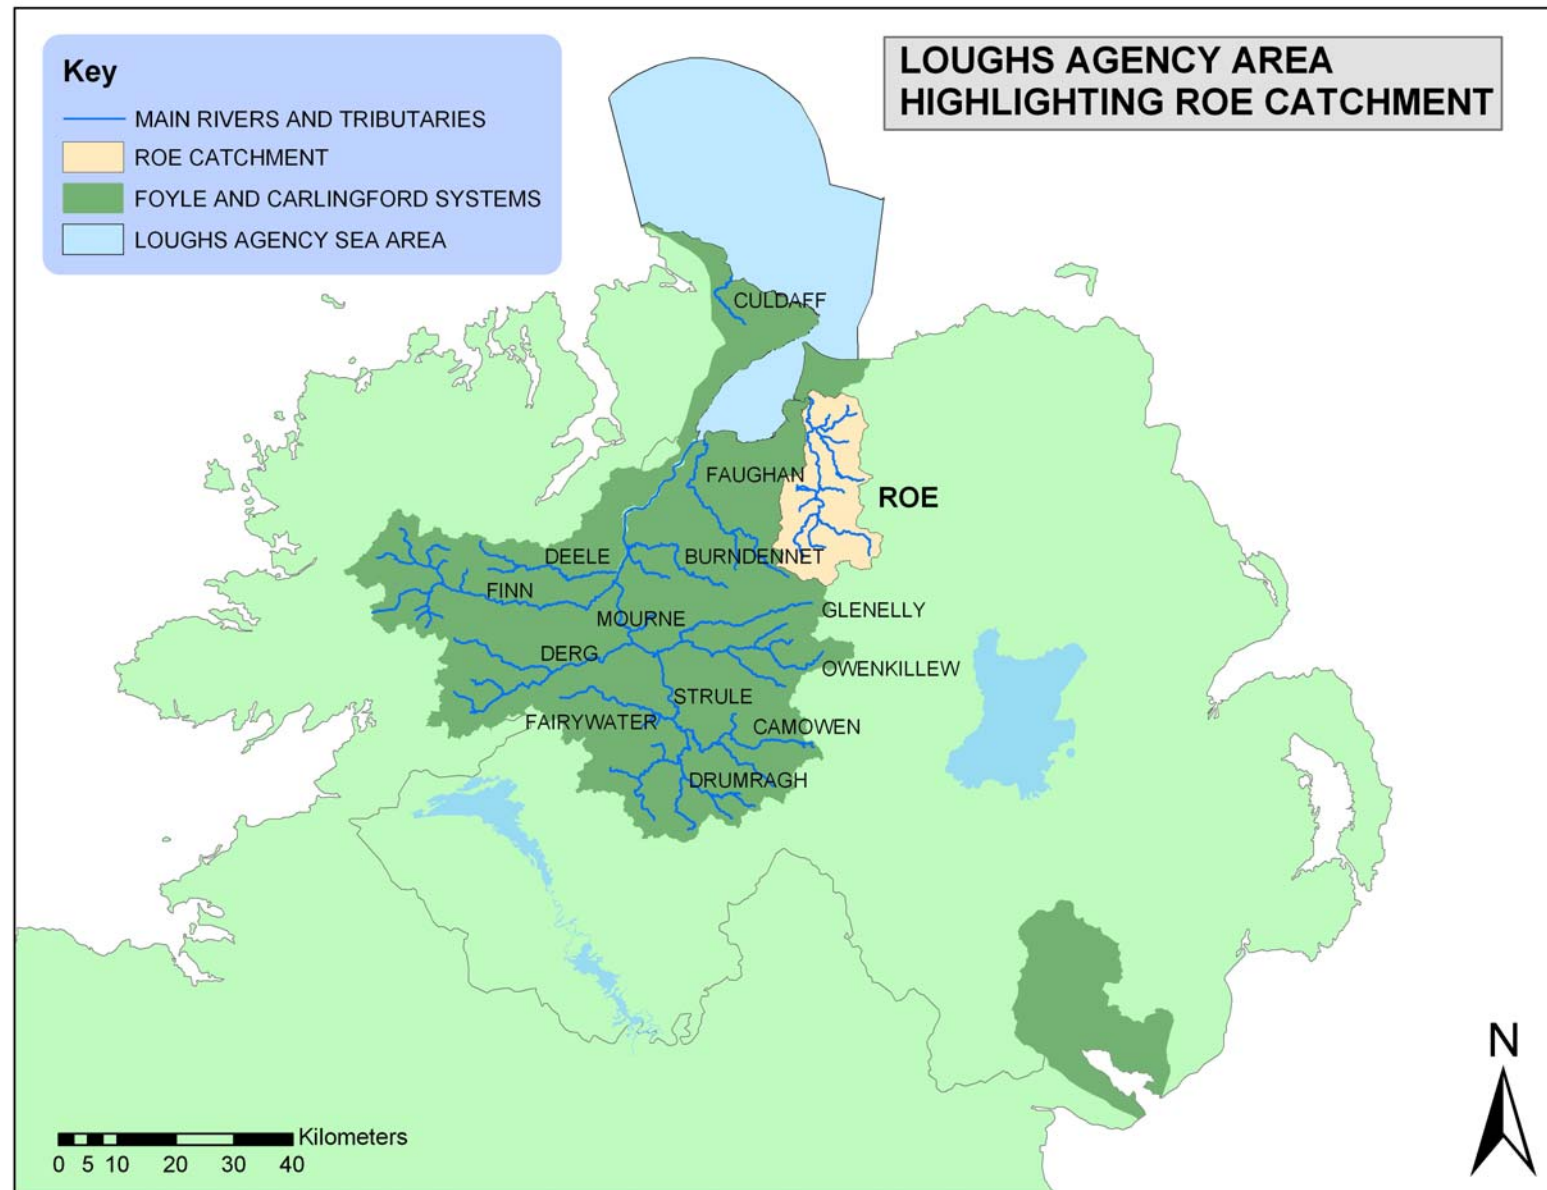 LOUGHS AGENCY AREA
HIGHLIGHTING ROE CATCHMENT
Key
MAIN RIVERS AND TRIBUTARIES
ROE CATCHMENT
FOYLE AND CARLINGFORD SYSTEMS
LOUGHS AGENCY SEA AREA
CULDAFF
FAUGHAN
ROE
DEELE
BURNDENNET
FINN
GLENELLY
MOURNE
DERG
OWENKILLEW
STRULE
FAIRYWATER
CAMOWEN
DRUMRAGH
N
Kilometers
0 5 10 20 30 40